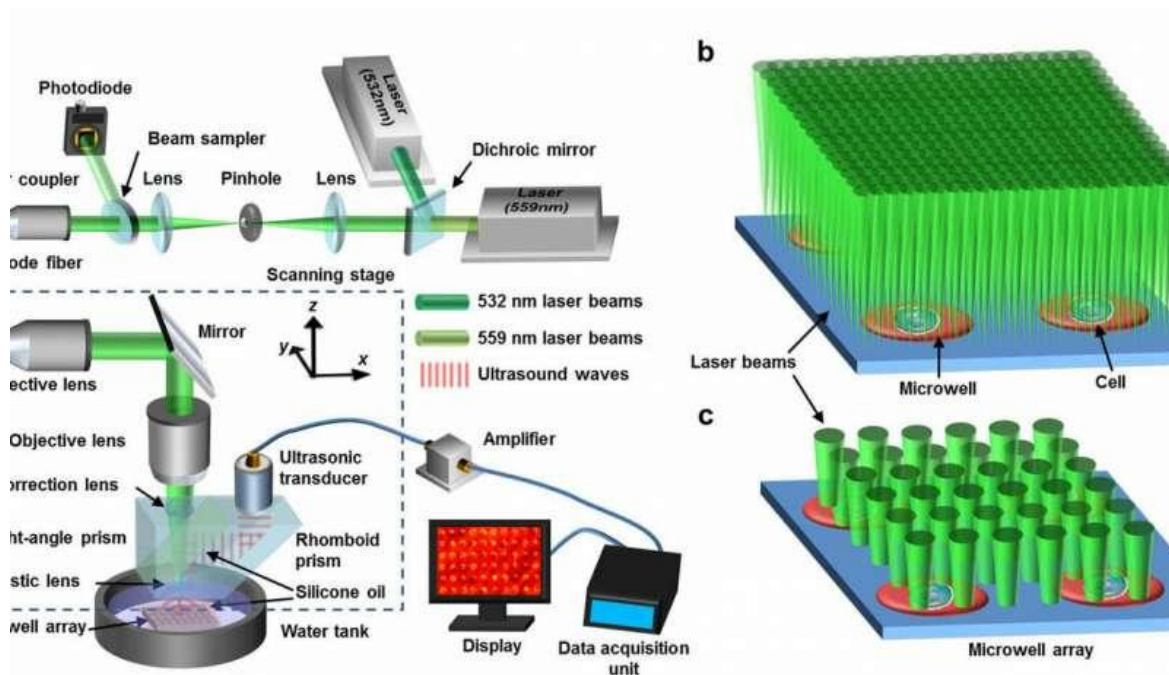 b
Photodiode
Laser
(532nm)
Beam sampler
Dichroic mirror
r coupler
Lens
Pinhole
Lens
Laser
(559nm)
ode fiber
Scanning stage
532 nm laser beams
559 nm laser beams
Ultrasound waves
z
y
x
Mirror
jective lens
Laser beams
Microwell
Cell
c
Objective lens
Ultrasonic
transducer
Amplifier
orrection lens
ht-angle prism
Rhomboid
prism
stic lens
Silicone oil
well array
Water tank
Display
Data acquisition
unit
Microwell array